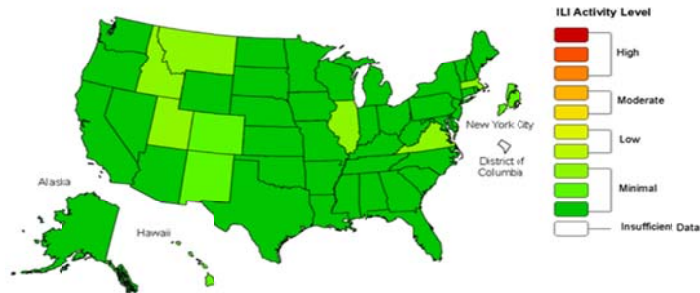 ILI Activity Level
High
Moderate
New York City
Low
District of
Columbia
Alaska
Minimal
Hawaii
Insufficient Data